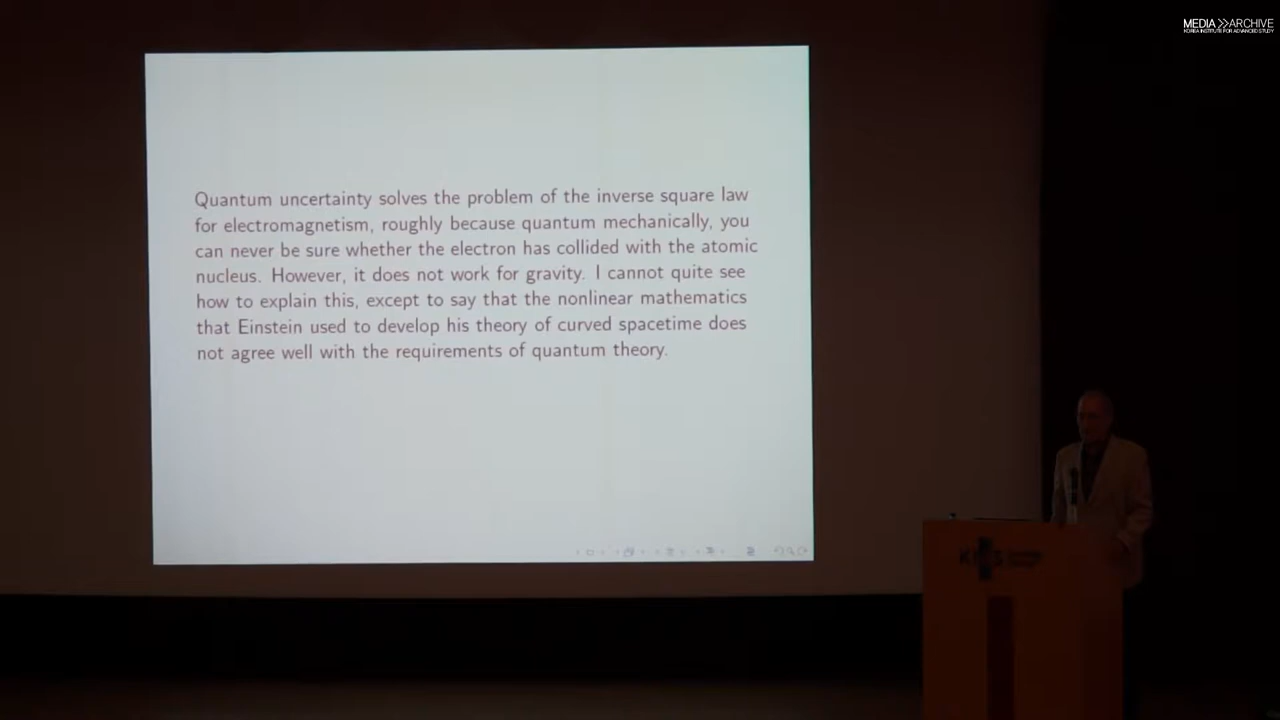 MEDIA >> ARCHIVE
KOREA INSTITUTE FOR ADVANCED STUDY
Quantum uncertainty solves the problem of the inverse square law
for electromagnetism, roughly because quantum mechanically, you
can never be sure whether the electron has collided with the atomic
nucleus. However, it does not work for gravity. I cannot quite see
how to explain this, except to say that the nonlinear mathematics
that Einstein used to develop his theory of curved spacetime does
not agree well with the requirements of quantum theory.